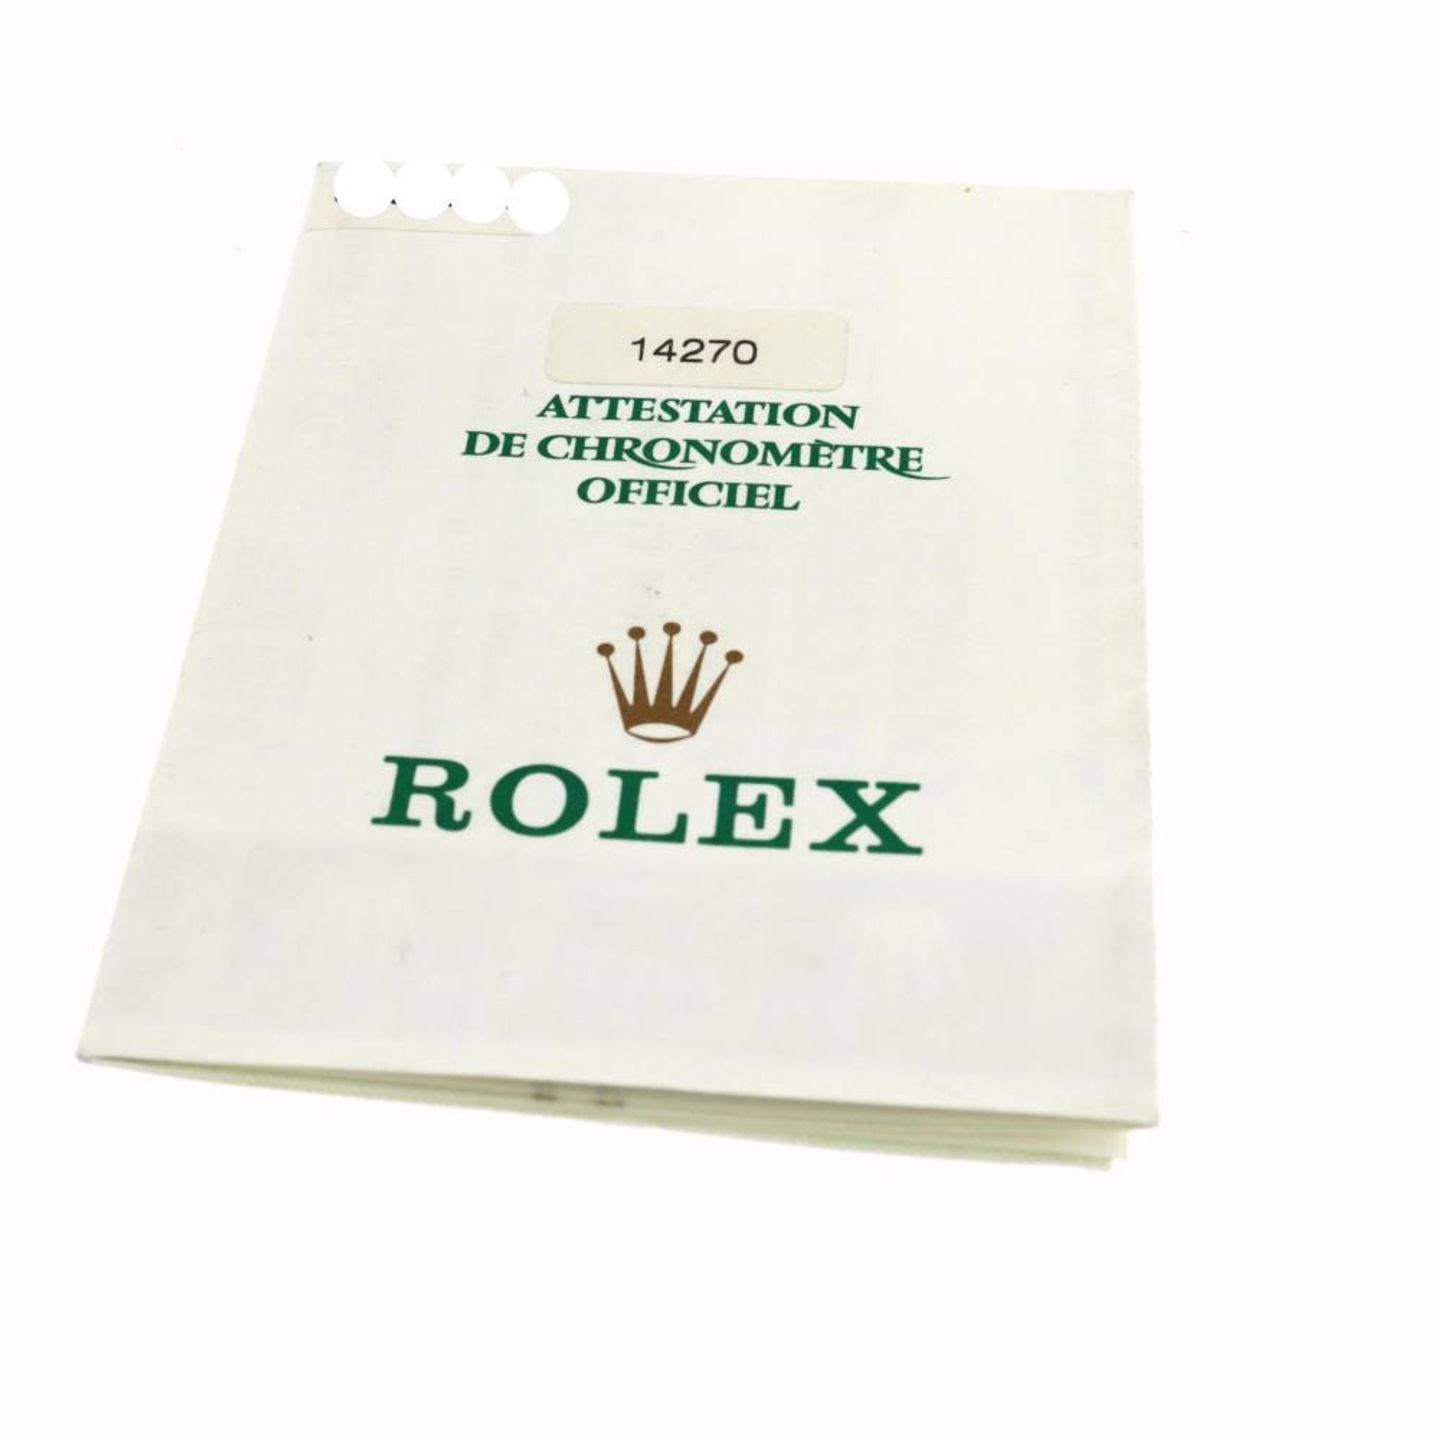 14270
ATTESTATION
DE CHRONOMÈTRE
OFFICIEL
ROLEX